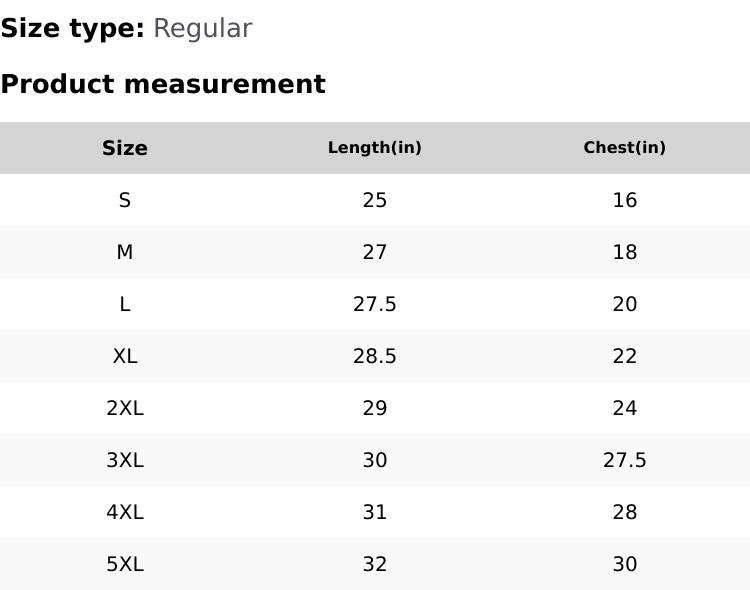 Size type: Regular
Product measurement
Size Length(in) Chest(in)
S 25 16
M 27 18
L 27.5 20
XL 28.5 22
2XL 29 24
3XL 30 27.5
4XL 31 28
5XL 32 30